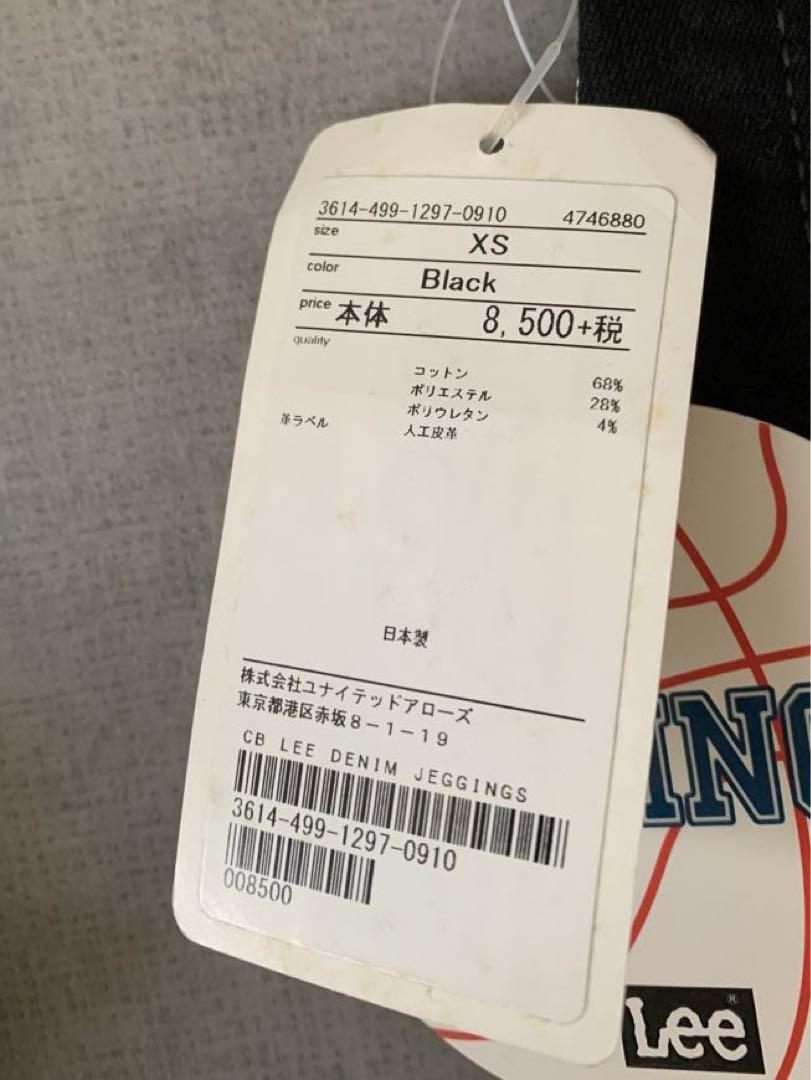 3614-499-1297-0910 4746880
size XS
color Black
price 本体 8,500+税
quality
コットン 68%
ポリエステル 28%
ポリウレタン 4%
革ラベル 人工皮革
日本製
株式会社ユナイテッドアローズ
東京都港区赤坂8-1-19
CB LEE DENIM JEGGINGS
3614-499-1297-0910
008500
Lee®